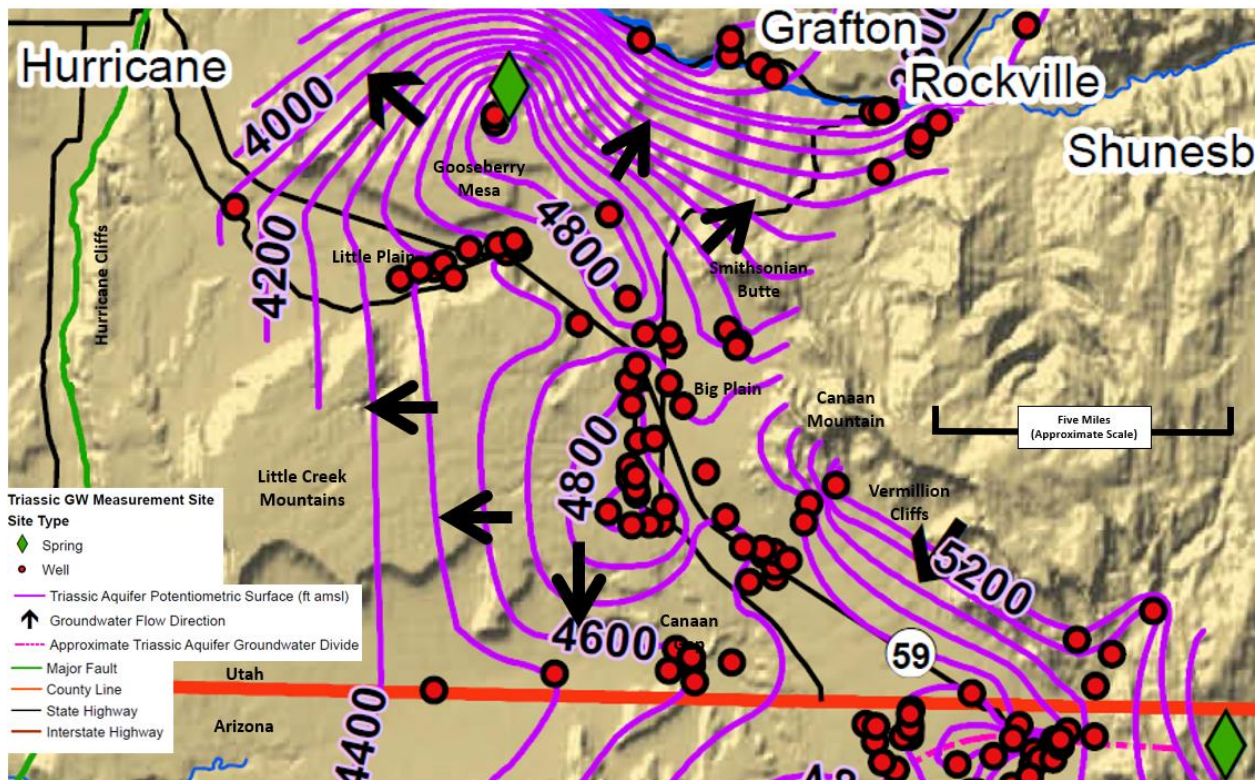 Grafton
Hurricane
Rockville
Shunesb
4000
Gooseberry
Mesa
4800
4200
Little Plain
Hurricane Cliffs
Smithsonian
Butte
Big Plain
Canaan
Mountain
Five Miles
(Approximate Scale)
4800
Little Creek
Mountains
Vermillion
Cliffs
5200
Triassic GW Measurement Site
Site Type
Spring
Well
Triassic Aquifer Potentiometric Surface (ft amsl)
Groundwater Flow Direction
Approximate Triassic Aquifer Groundwater Divide
Major Fault
County Line
State Highway
Interstate Highway
Canaan
4600
59
Utah
Arizona
4400